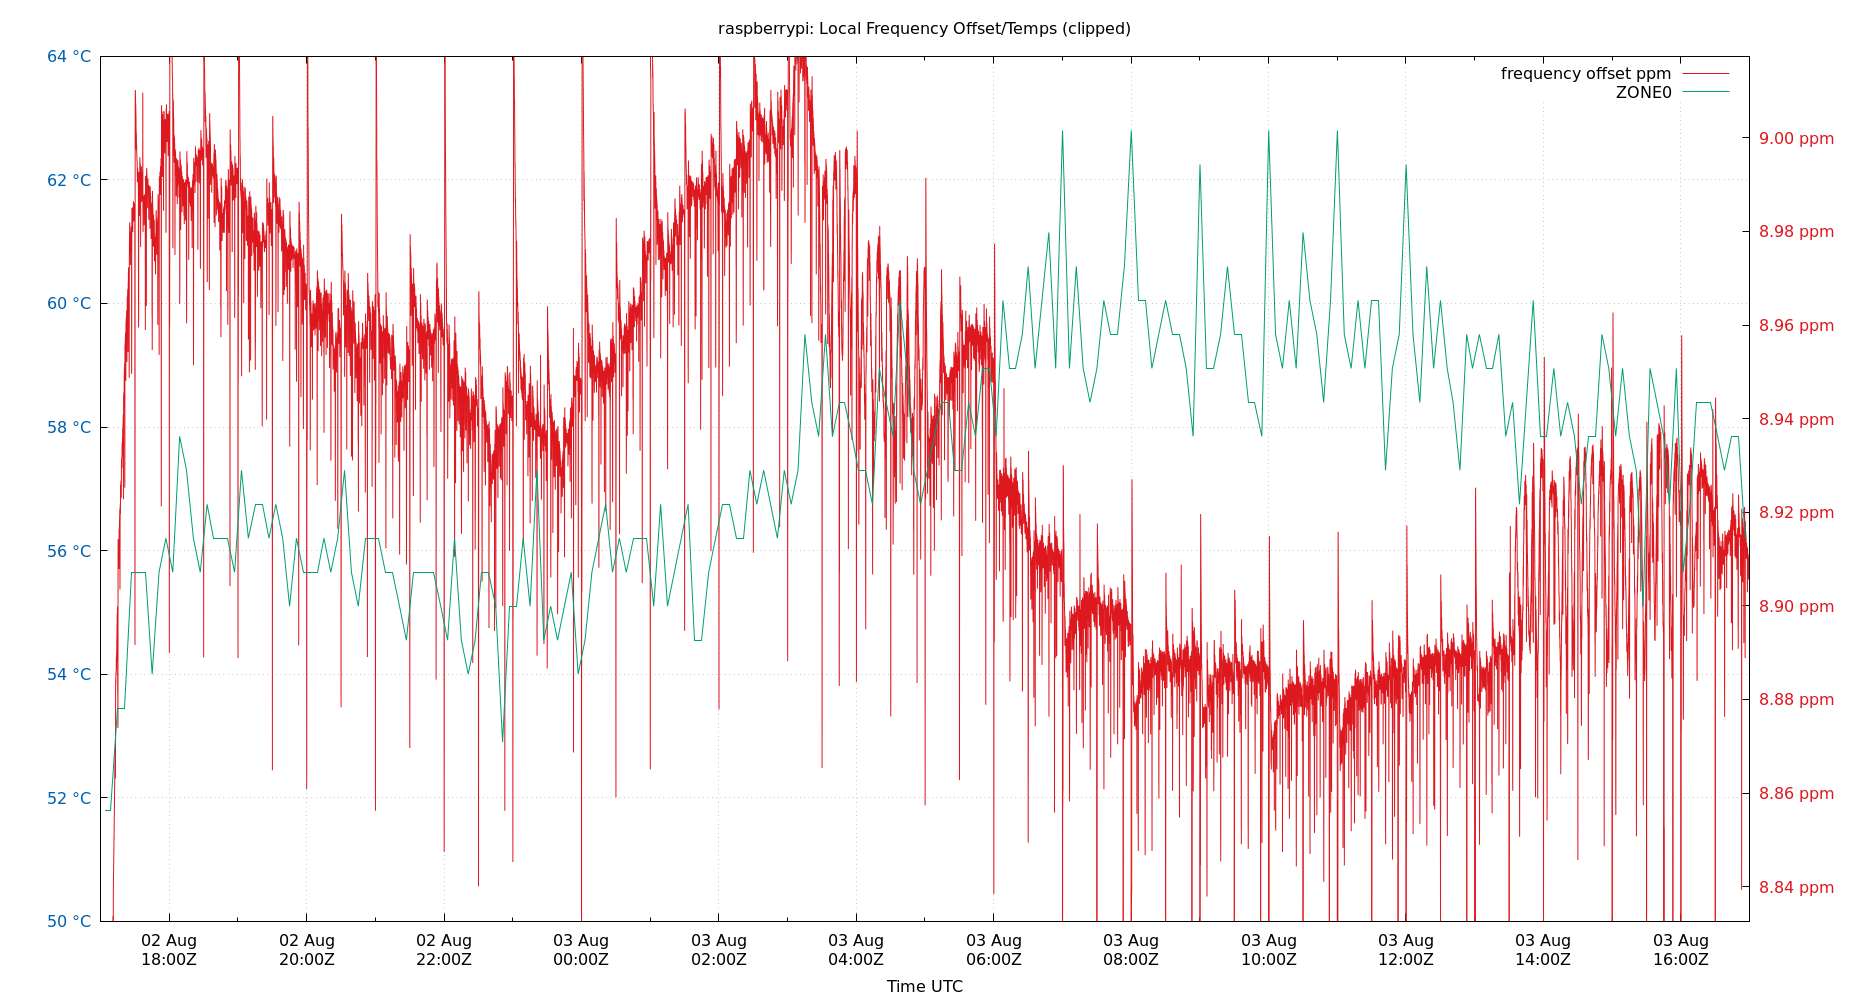 raspberrypi: Local Frequency Offset/Temps (clipped)
64 °C
62 °C
60 °C
58 °C
56 °C
54 °C
52 °C
50 °C
frequency offset ppm
ZONE0
9.00 ppm
8.98 ppm
8.96 ppm
8.94 ppm
8.92 ppm
8.90 ppm
8.88 ppm
8.86 ppm
8.84 ppm
02 Aug 02 Aug 02 Aug 03 Aug 03 Aug 03 Aug 03 Aug 03 Aug 03 Aug 03 Aug 03 Aug 03 Aug
18:00Z 20:00Z 22:00Z 00:00Z 02:00Z 04:00Z 06:00Z 08:00Z 10:00Z 12:00Z 14:00Z 16:00Z
Time UTC